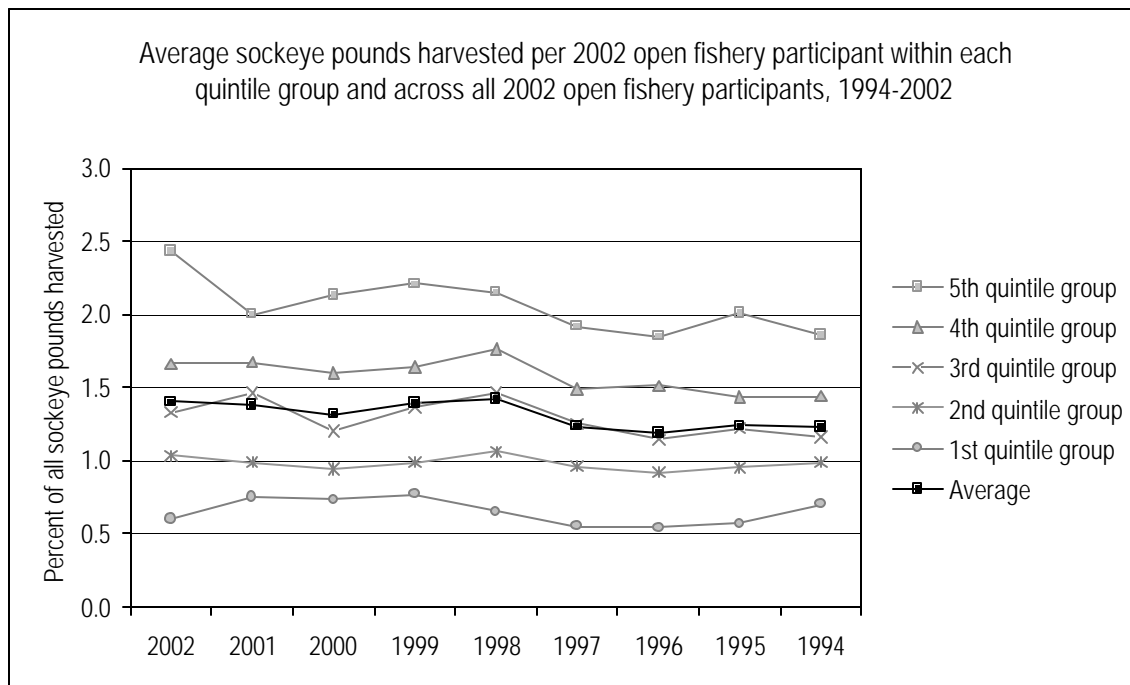 Average sockeye pounds harvested per 2002 open fishery participant within each
quintile group and across all 2002 open fishery participants, 1994-2002
Percent of all sockeye pounds harvested
3.0
2.5
2.0
1.5
1.0
0.5
0.0
2002 2001 2000 1999 1998 1997 1996 1995 1994
5th quintile group
4th quintile group
3rd quintile group
2nd quintile group
1st quintile group
Average